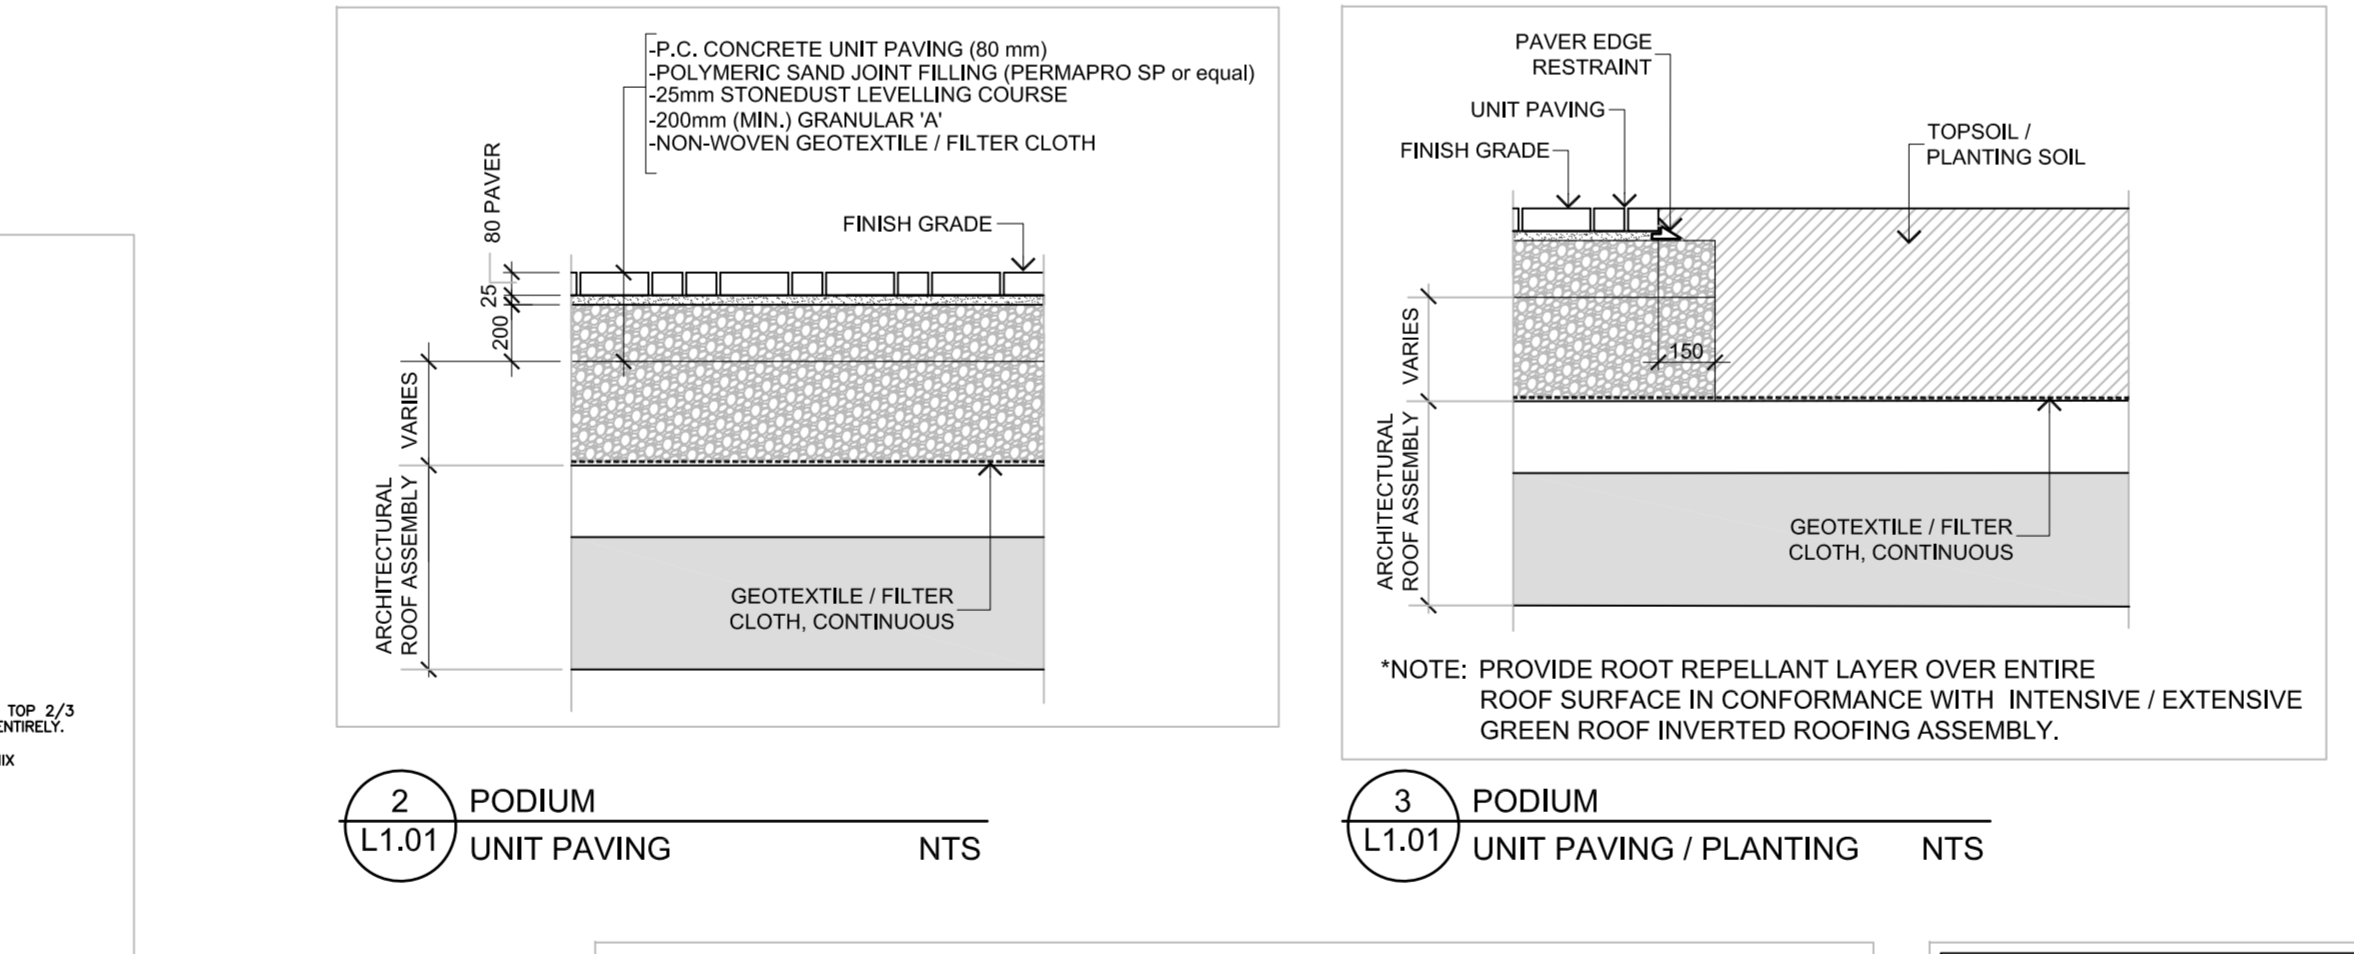 TOP 2/3
-P.C. CONCRETE UNIT PAVING (80 mm)
-POLYMERIC SAND JOINT FILLING (PERMAPRO SP or equal)
-25mm STONEDUST LEVELLING COURSE
-200mm (MIN.) GRANULAR 'A'
-NON-WOVEN GEOTEXTILE / FILTER CLOTH
80 PAVER
FINISH GRADE
25
200
VARIES
ARCHITECTURAL
ROOF ASSEMBLY
GEOTEXTILE / FILTER
CLOTH, CONTINUOUS
2
L1.01
PODIUM
UNIT PAVING NTS
PAVER EDGE
RESTRAINT
UNIT PAVING
FINISH GRADE
TOPSOIL /
PLANTING SOIL
VARIES
150
ARCHITECTURAL
ROOF ASSEMBLY
GEOTEXTILE / FILTER
CLOTH, CONTINUOUS
*NOTE: PROVIDE ROOT REPELLANT LAYER OVER ENTIRE
ROOF SURFACE IN CONFORMANCE WITH INTENSIVE / EXTENSIVE
GREEN ROOF INVERTED ROOFING ASSEMBLY.
3
L1.01
PODIUM
UNIT PAVING / PLANTING NTS